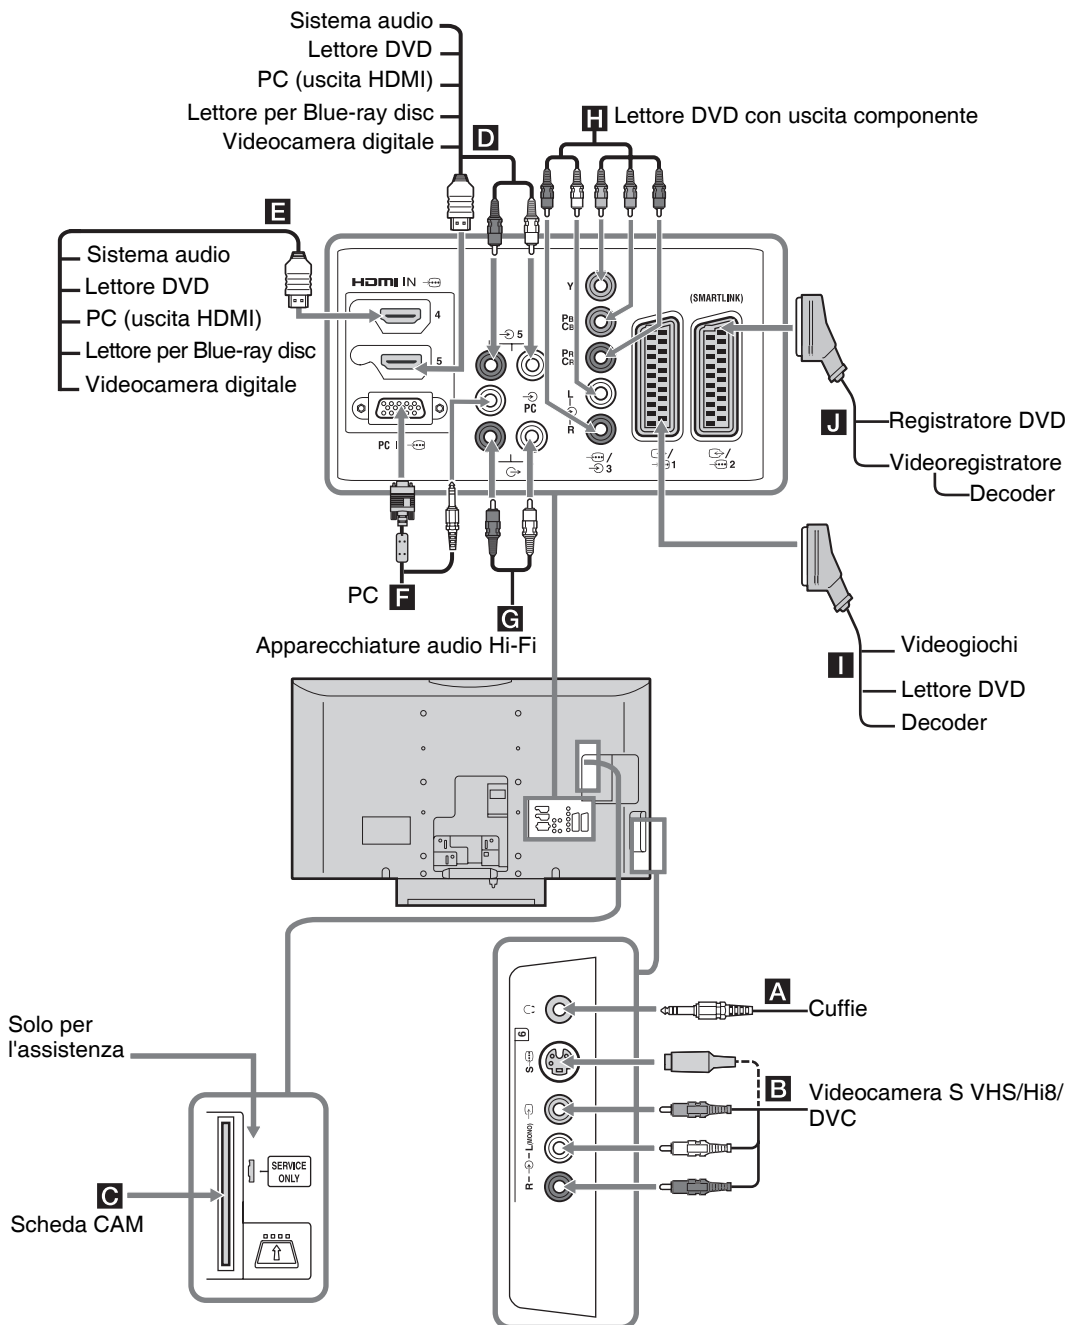 Sistema audio
Lettore DVD
PC (uscita HDMI)
Lettore per Blue-ray disc
Videocamera digitale
D
H Lettore DVD con uscita componente
E
Sistema audio
Lettore DVD
PC (uscita HDMI)
Lettore per Blue-ray disc
Videocamera digitale
HDMI IN
4
5
PC I
5
PC
Y
PB
CB
PR
CR
L
R
/
3
/
1
(SMARTLINK)
/
2
J
Registratore DVD
Videoregistratore
Decoder
PC F
G
Apparecchiature audio Hi-Fi
I
Videogiochi
Lettore DVD
Decoder
Solo per
l'assistenza
SERVICE
ONLY
C
Scheda CAM
6
S
L(MONO)
R
A
Cuffie
B
Videocamera S VHS/Hi8/
DVC